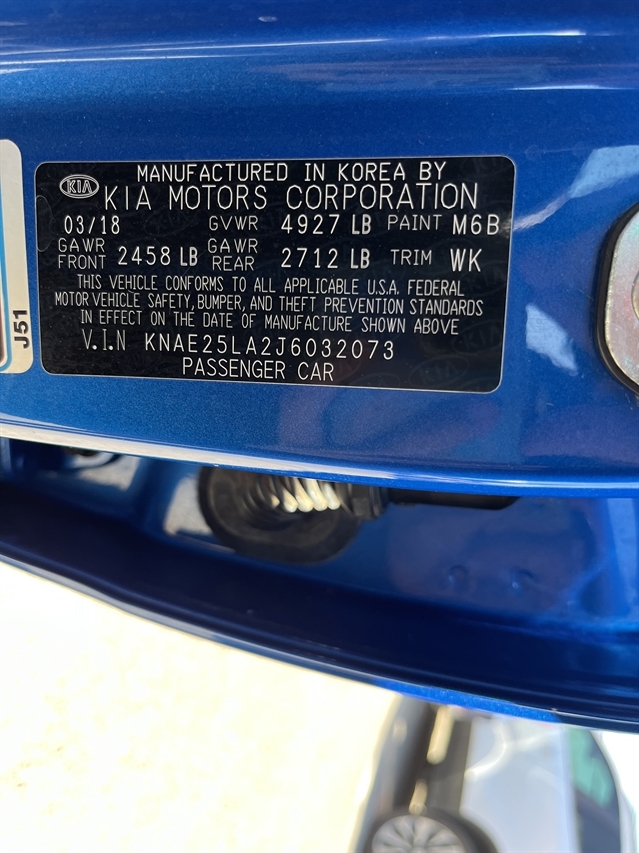 MANUFACTURED IN KOREA BY
KIA KIA MOTORS CORPORATION
03/18 GVWR 4927 LB PAINT M6B
GAWR FRONT 2458 LB GAWR REAR 2712 LB TRIM WK
THIS VEHICLE CONFORMS TO ALL APPLICABLE U.S.A. FEDERAL
MOTOR VEHICLE SAFETY, BUMPER, AND THEFT PREVENTION STANDARDS
IN EFFECT ON THE DATE OF MANUFACTURE SHOWN ABOVE
V.I.N KNAE25LA2J6032073
PASSENGER CAR
J51